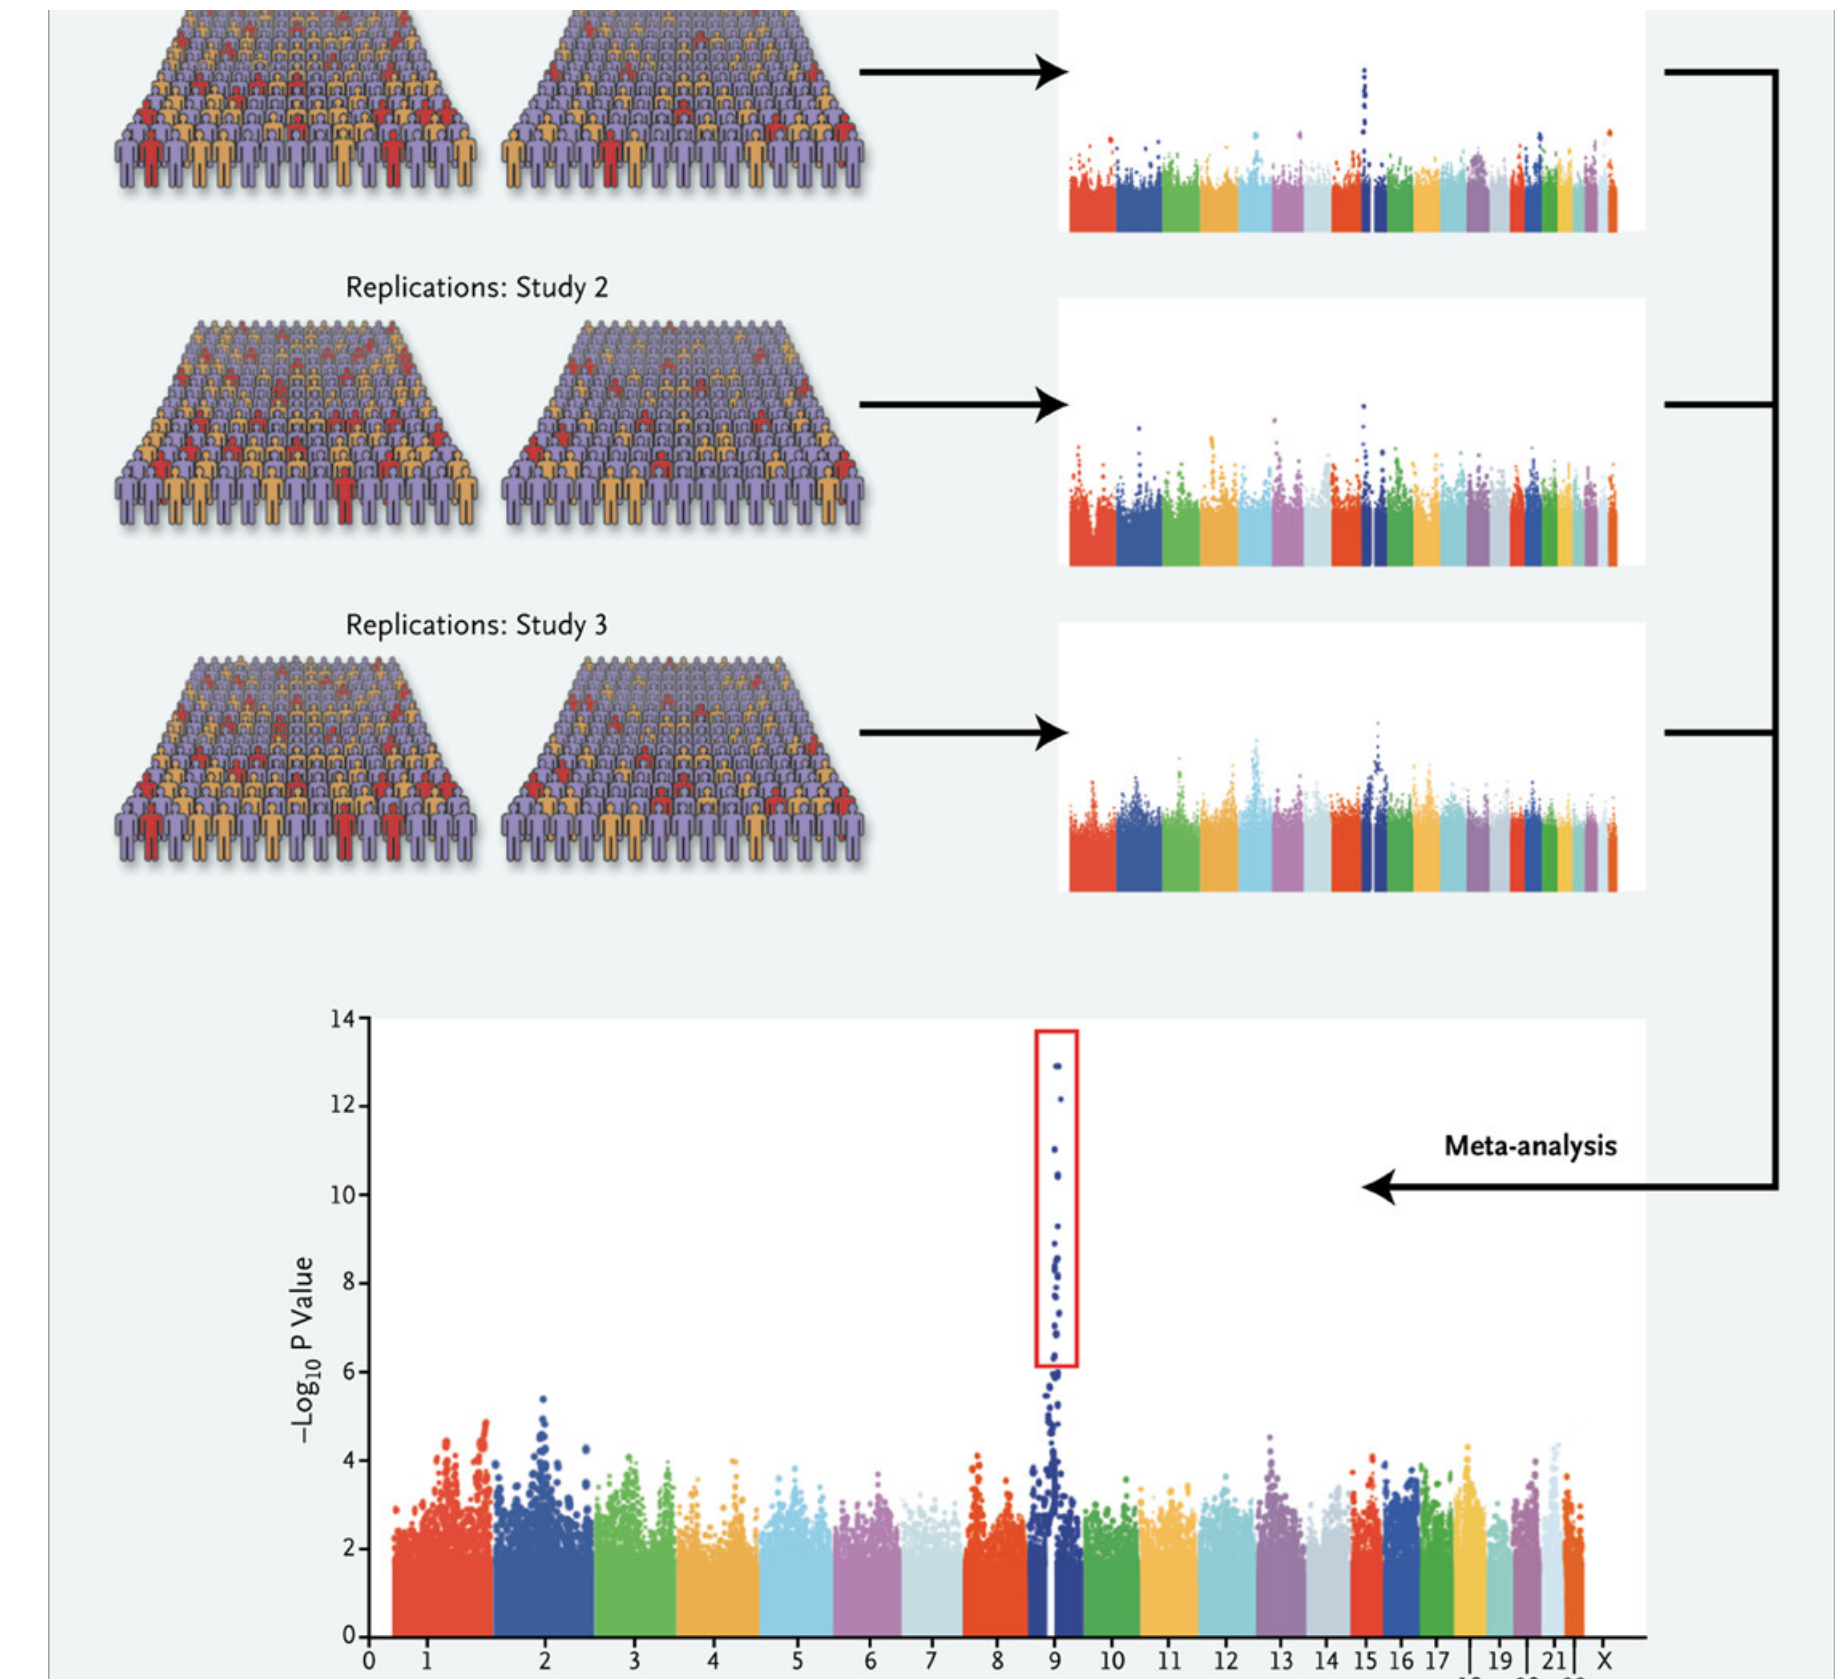 Replications: Study 2
Replications: Study 3
14
12
10
8
6
4
2
0
−Log10 P Value
Meta-analysis
0 1 2 3 4 5 6 7 8 9 10 11 12 13 14 15 16 17 19 21 X